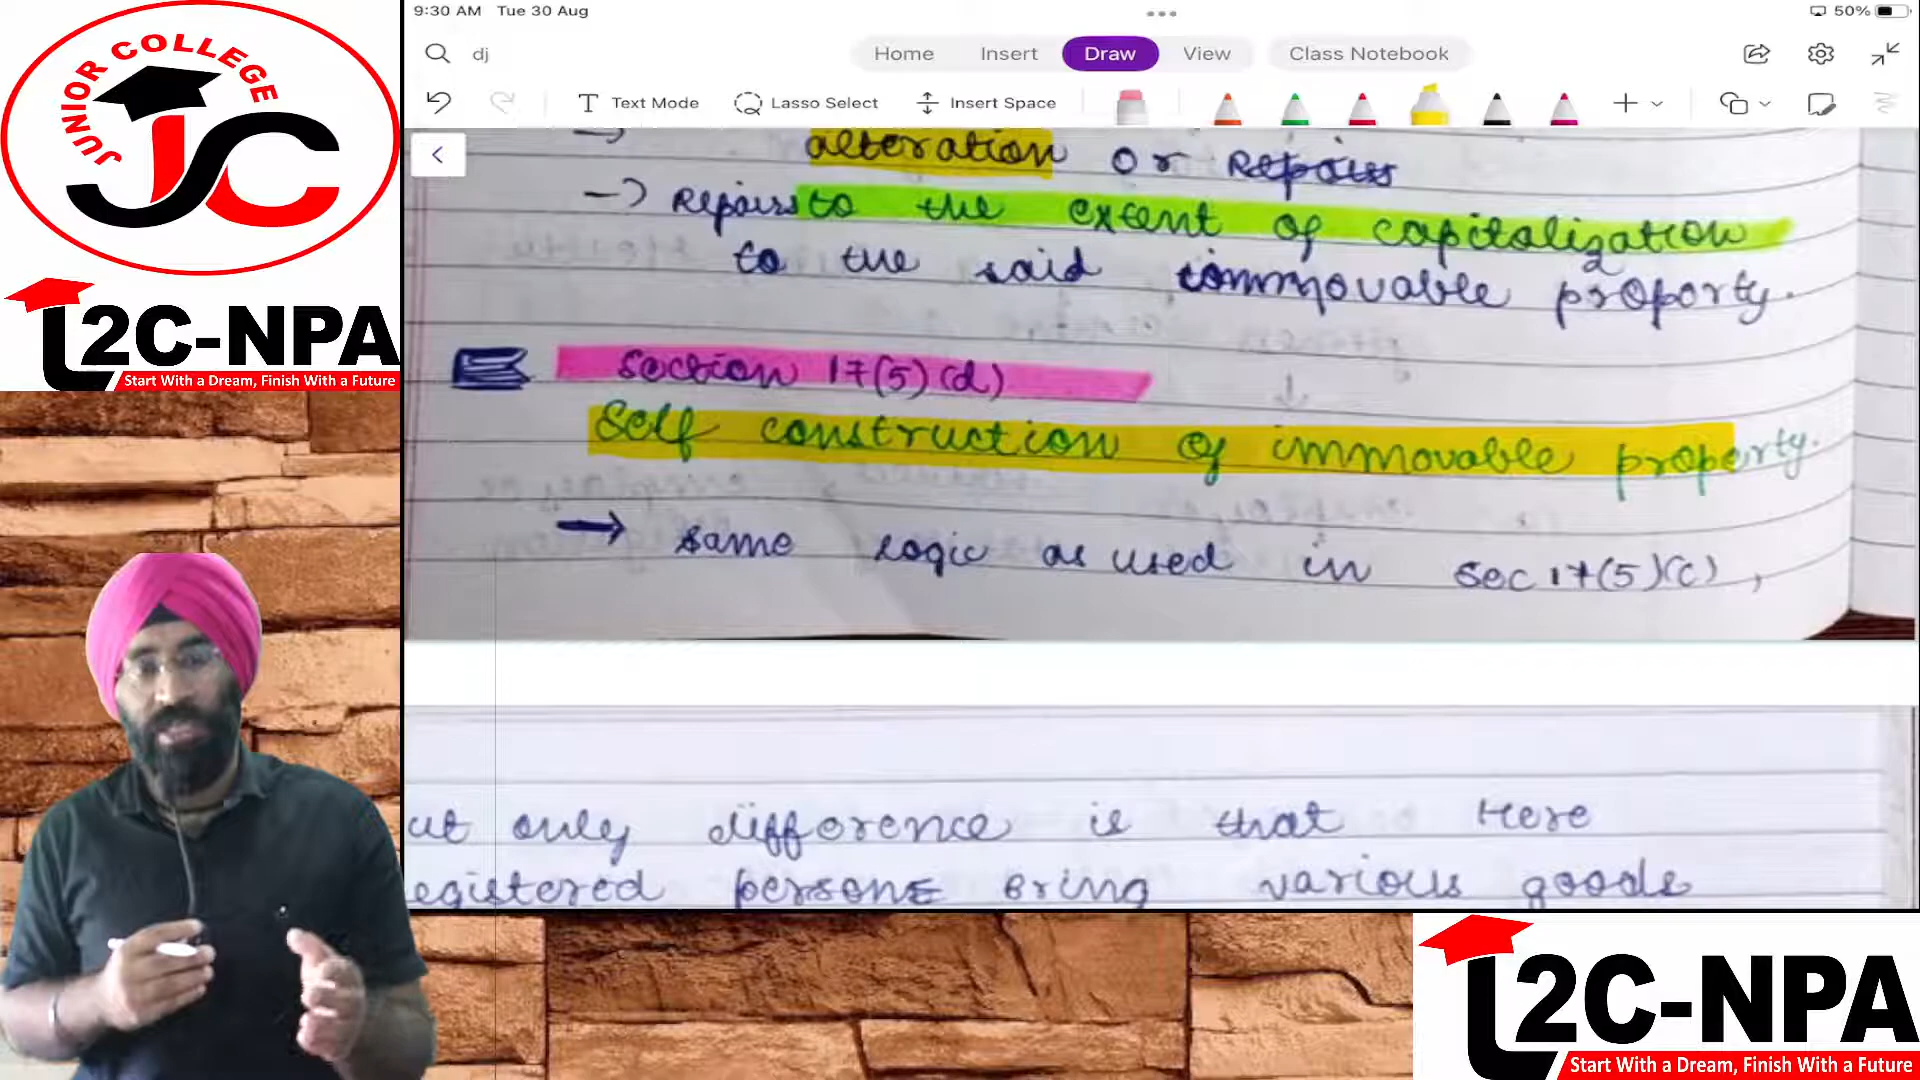 JUNIOR COLLEGE
JC
L2C-NPA
Start With a Dream, Finish With a Future
9:30 AM Tue 30 Aug
50%
dj
Home Insert Draw View Class Notebook
Text Mode Lasso Select Insert Space
alteration or repairs
→ Repairs to the extent of capitalization
to the said immovable property.
Section 17(5)(d)
Self construction of immovable property.
→ same logic as used in sec 17(5)(c),
ut only difference is that Here
egistered persons Bring various goods
L2C-NPA
Start With a Dream, Finish With a Future